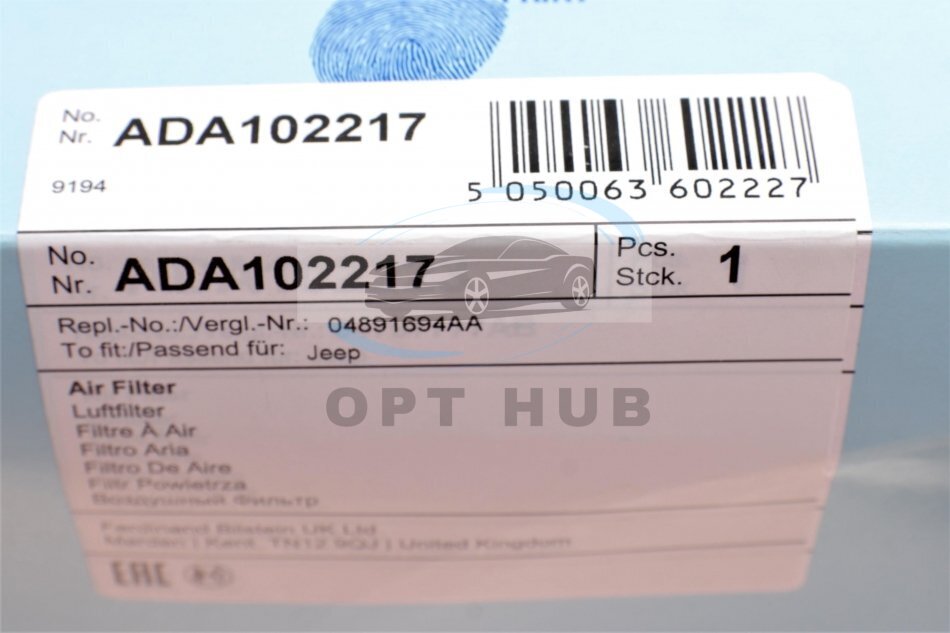 No.
Nr. ADA102217
9194
5 050063 602227
No.
Nr. ADA102217
Pcs.
Stck. 1
Repl.-No.:/Vergl.-Nr.: 04891694AA
To fit:/Passend für: Jeep
Air Filter
Luftfilter
Filtre À Air
Filtro Aria
Filtro De Aire
Filtr Powietrza
Воздушный Фильтр
Ferdinand Bilstein UK Ltd
Marden | Kent, TN12 9QJ | United Kingdom
EAC
OPT HUB